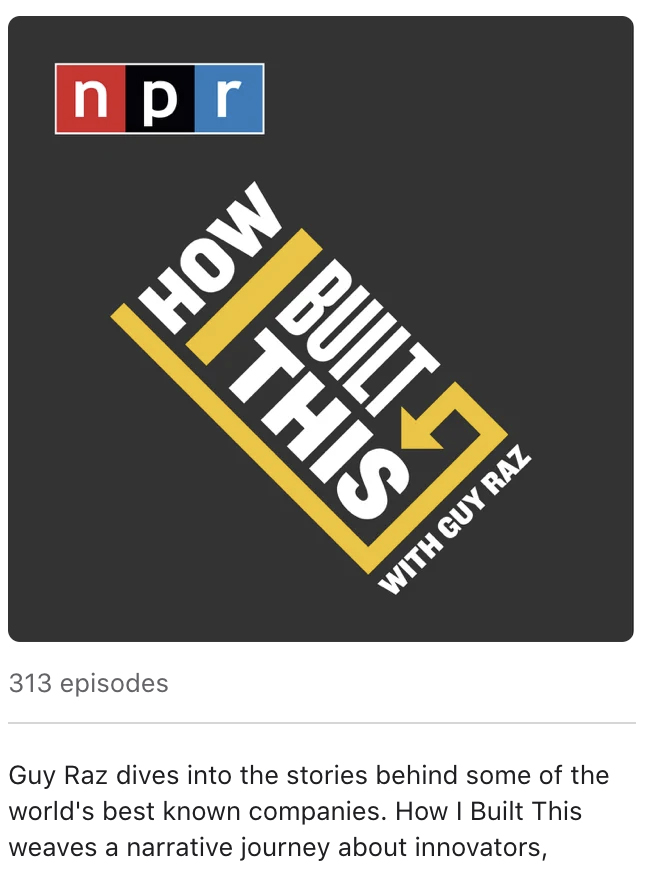 npr
HOW
I BUILT
THIS
WITH GUY RAZ
313 episodes
Guy Raz dives into the stories behind some of the
world's best known companies. How I Built This
weaves a narrative journey about innovators,